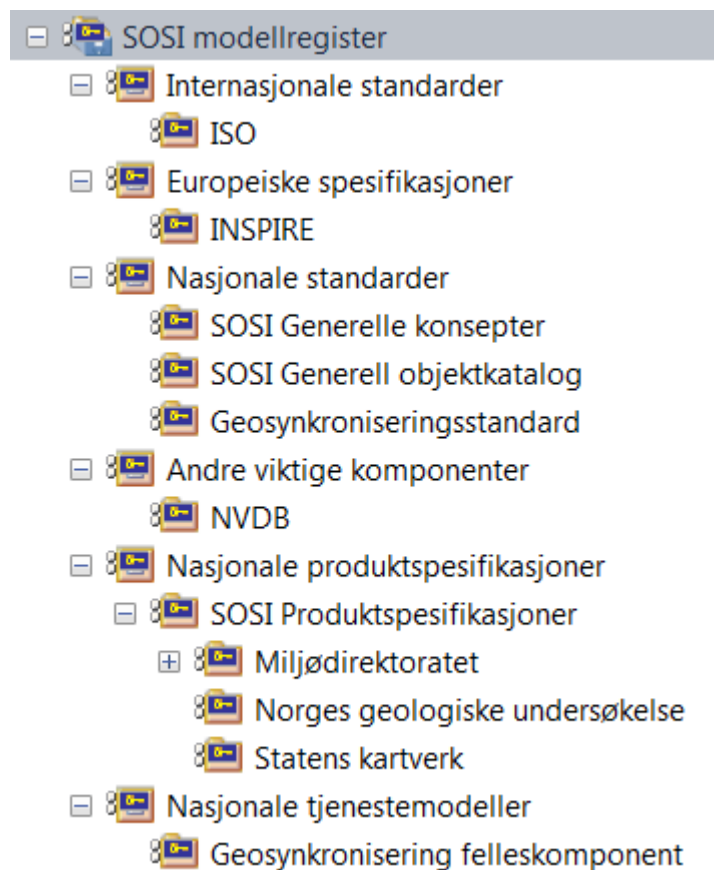 SOSI modellregister
Internasjonale standarder
ISO
Europeiske spesifikasjoner
INSPIRE
Nasjonale standarder
SOSI Generelle konsepter
SOSI Generell objektkatalog
Geosynkroniseringsstandard
Andre viktige komponenter
NVDB
Nasjonale produktspesifikasjoner
SOSI Produktspesifikasjoner
Miljødirektoratet
Norges geologiske undersøkelse
Statens kartverk
Nasjonale tjenestemodeller
Geosynkronisering felleskomponent